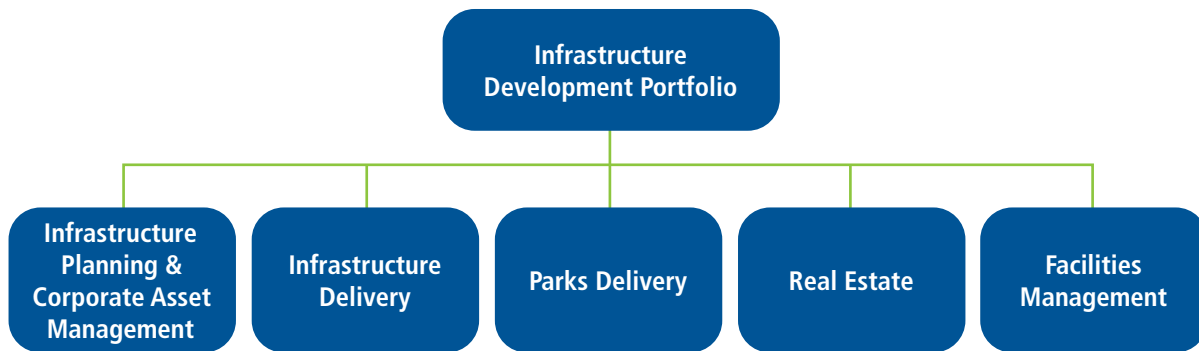 Infrastructure
Development Portfolio
Infrastructure
Planning &
Corporate Asset
Management
Infrastructure
Delivery
Parks Delivery
Real Estate
Facilities
Management